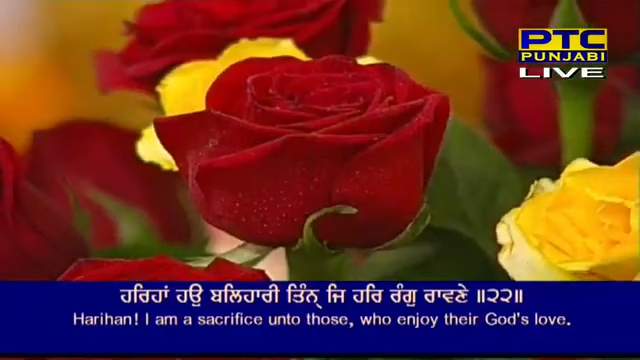 PTC
PUNJABI
LIVE
ਹਰਿਹਾਂ ਹਉ ਬਲਿਹਾਰੀ ਤਿੰਨ੍ ਜਿ ਹਰਿ ਰੰਗੁ ਰਾਵਣੇ ॥੨੨॥
Harihan! I am a sacrifice unto those, who enjoy their God's love.